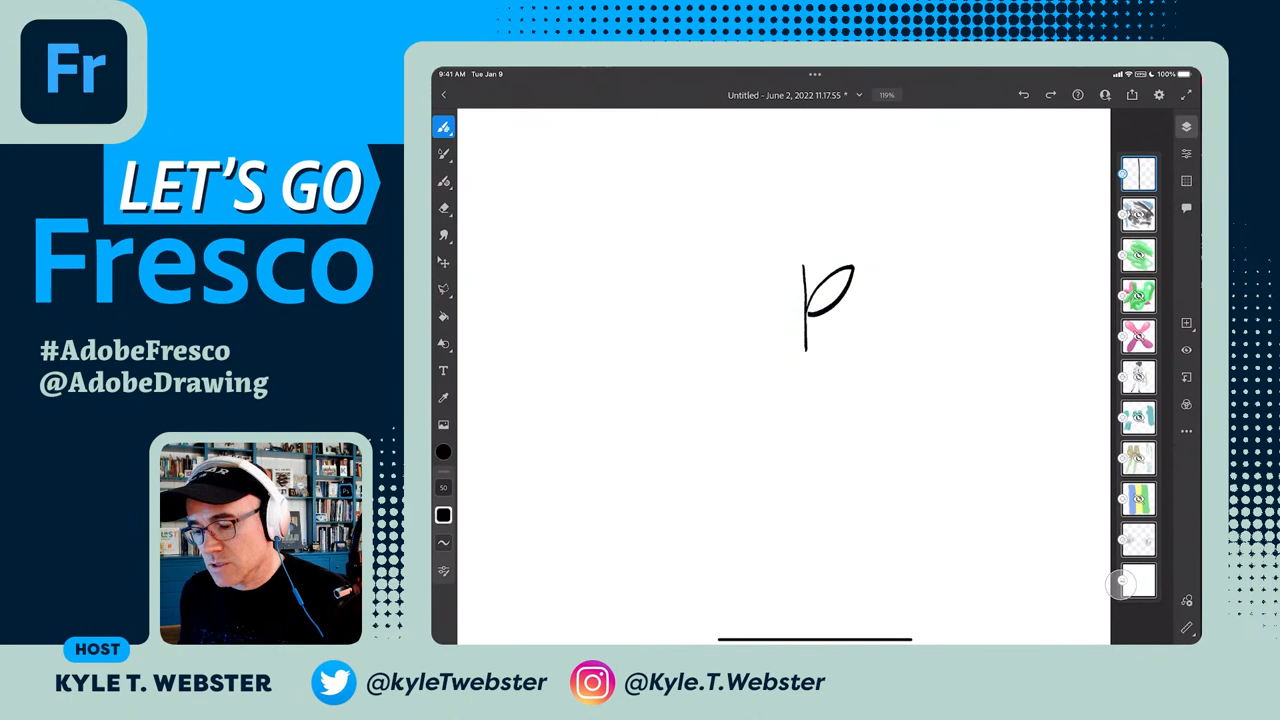 Fr
LET'S GO
Fresco
#AdobeFresco
@AdobeDrawing
HOST
KYLE T. WEBSTER
@kyleTwebster
@Kyle.T.Webster
9:41 AM Tue Jan 9
100%
Untitled - June 2, 2022 11.17.55 *
119%
T
50
p